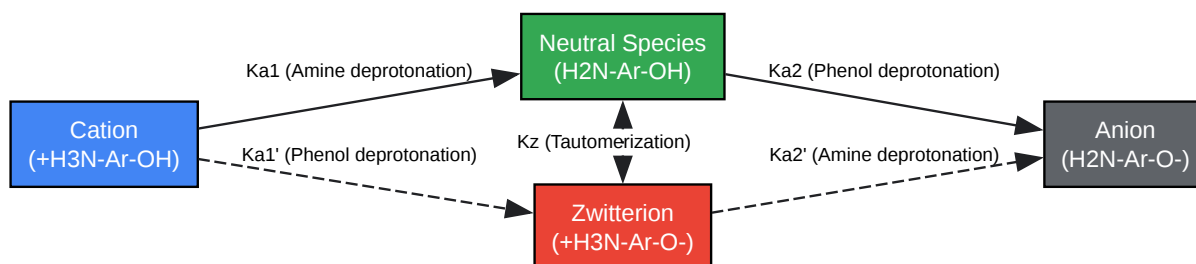 Neutral Species
(H2N-Ar-OH)
Ka1 (Amine deprotonation)
Ka2 (Phenol deprotonation)
Cation
(+H3N-Ar-OH)
Kz (Tautomerization)
Anion
(H2N-Ar-O-)
Ka1' (Phenol deprotonation)
Ka2' (Amine deprotonation)
Zwitterion
(+H3N-Ar-O-)